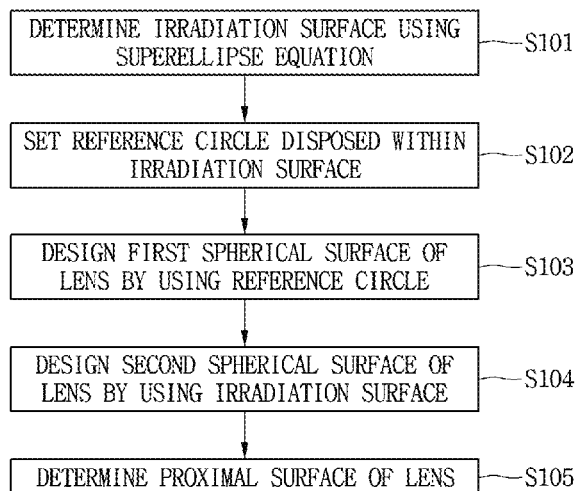 DETERMINE IRRADIATION SURFACE USING
SUPERELLIPSE EQUATION
S101
SET REFERENCE CIRCLE DISPOSED WITHIN
IRRADIATION SURFACE
S102
DESIGN FIRST SPHERICAL SURFACE OF
LENS BY USING REFERENCE CIRCLE
S103
DESIGN SECOND SPHERICAL SURFACE OF
LENS BY USING IRRADIATION SURFACE
S104
DETERMINE PROXIMAL SURFACE OF LENS
S105